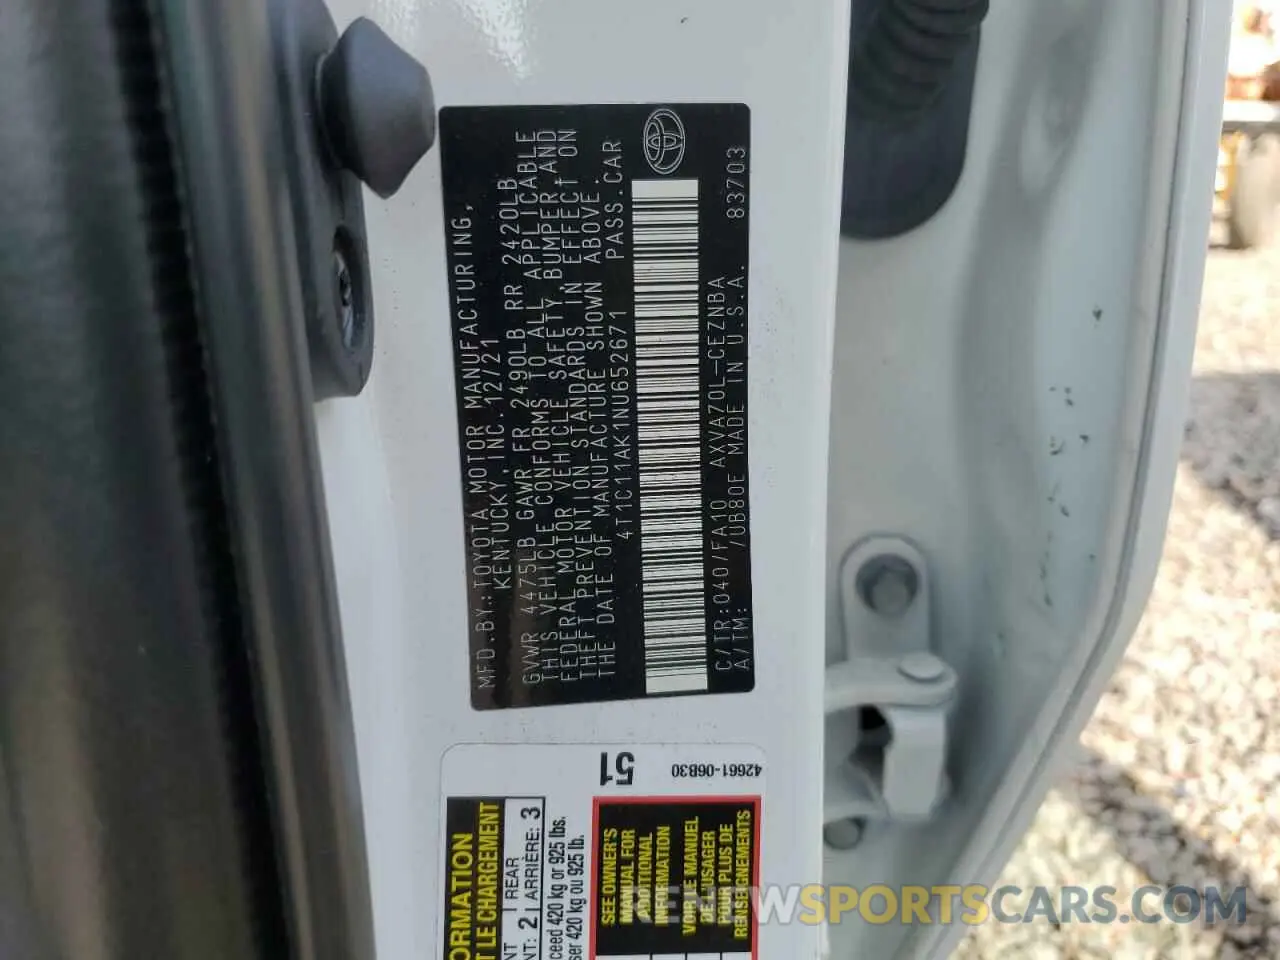 MFD.BY: TOYOTA MOTOR MANUFACTURING,
KENTUCKY, INC. 12/21
GVWR 4475LB GAWR FR 2490LB RR 2420LB
THIS VEHICLE CONFORMS TO ALL APPLICABLE
FEDERAL MOTOR VEHICLE SAFETY, BUMPER, AND
THEFT PREVENTION STANDARDS IN EFFECT ON
THE DATE OF MANUFACTURE SHOWN ABOVE.
4T1C11AK1NU652671 PASS.CAR
C/TR:040/FA10 AXVA70L-CEZNBA
A/TM: /UB80E MADE IN U.S.A. 83703
51
42661-06B30
ORMATION
T LE CHARGEMENT
NT 2 REAR 3
NT: ARRIÈRE:
ceed 420 kg or 925 lbs.
ser 420 kg ou 925 lb.
SEE OWNER'S
MANUAL FOR
ADDITIONAL
INFORMATION
VOIR LE MANUEL
DE L'USAGER
POUR PLUS DE
RENSEIGNEMENTS
RENEWSPORTSCARS.COM